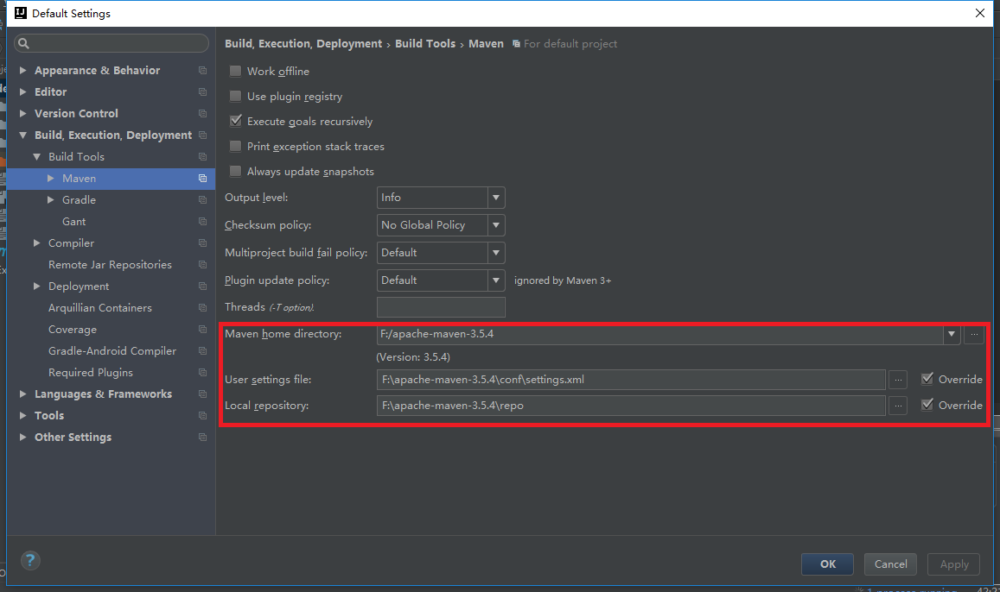 Default Settings
Build, Execution, Deployment › Build Tools › Maven For default project
Appearance & Behavior
Editor
Version Control
Build, Execution, Deployment
Build Tools
Maven
Gradle
Gant
Compiler
Remote Jar Repositories
Deployment
Arquillian Containers
Coverage
Gradle-Android Compiler
Required Plugins
Languages & Frameworks
Tools
Other Settings
Work offline
Use plugin registry
Execute goals recursively
Print exception stack traces
Always update snapshots
Output level: Info
Checksum policy: No Global Policy
Multiproject build fail policy: Default
Plugin update policy: Default ignored by Maven 3+
Threads (-T option).
Maven home directory: F:/apache-maven-3.5.4 ...
(Version: 3.5.4)
User settings file: F:\apache-maven-3.5.4\conf\settings.xml ... Override
Local repository: F:\apache-maven-3.5.4\repo ... Override
?
OK Cancel Apply